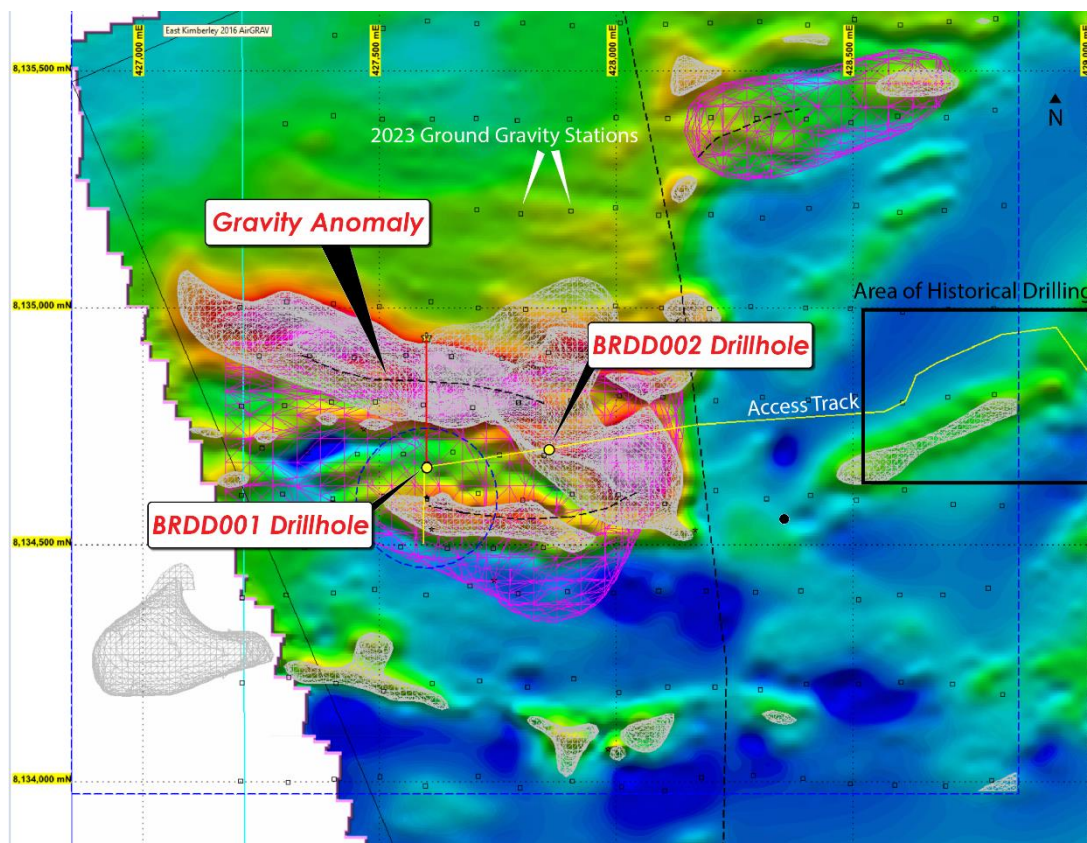 East Kimberley 2016 AirGRAV
427,000 mE
427,500 mE
428,000 mE
428,500 mE
8,135,500 mN
N
2023 Ground Gravity Stations
Gravity Anomaly
8,135,000 mN
Area of Historical Drilling
BRDD002 Drillhole
Access Track
BRDD001 Drillhole
8,134,500 mN
8,134,000 mN